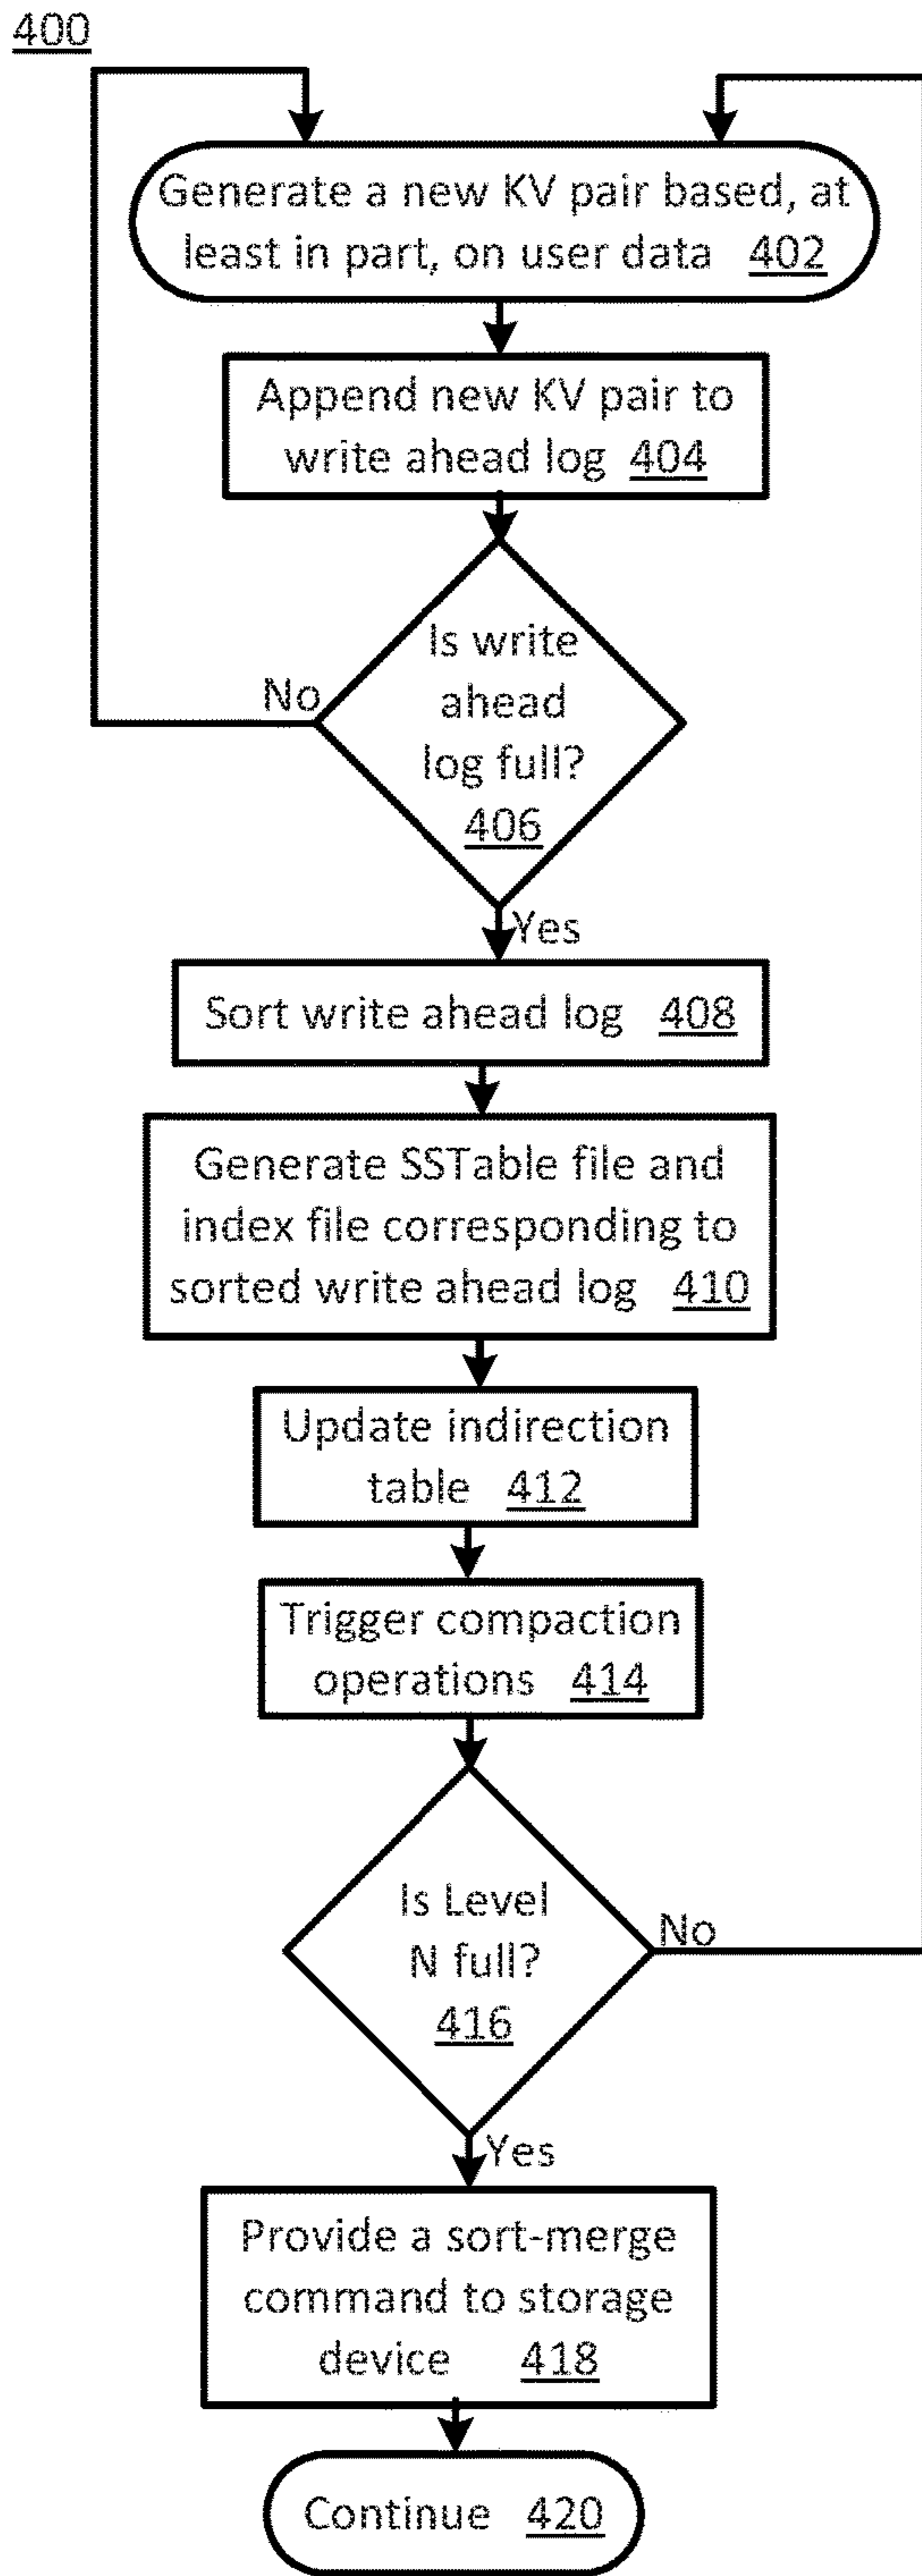 400
Generate a new KV pair based, at
least in part, on user data 402
Append new KV pair to
write ahead log 404
Is write
ahead
log full?
406
No
Yes
Sort write ahead log 408
Generate SSTable file and
index file corresponding to
sorted write ahead log 410
Update indirection
table 412
Trigger compaction
operations 414
Is Level
N full?
416
No
Yes
Provide a sort-merge
command to storage
device 418
Continue 420